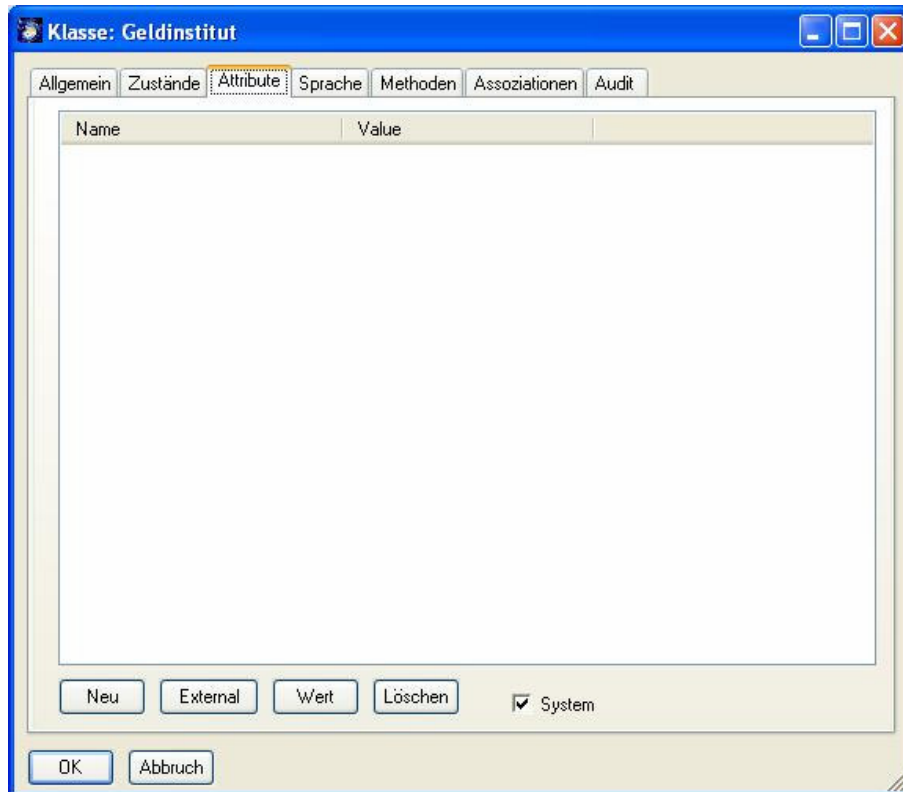 Klasse: Geldinstitut
Allgemein Zustände Attribute Sprache Methoden Assoziationen Audit
Name Value
Neu External Wert Löschen System
OK Abbruch